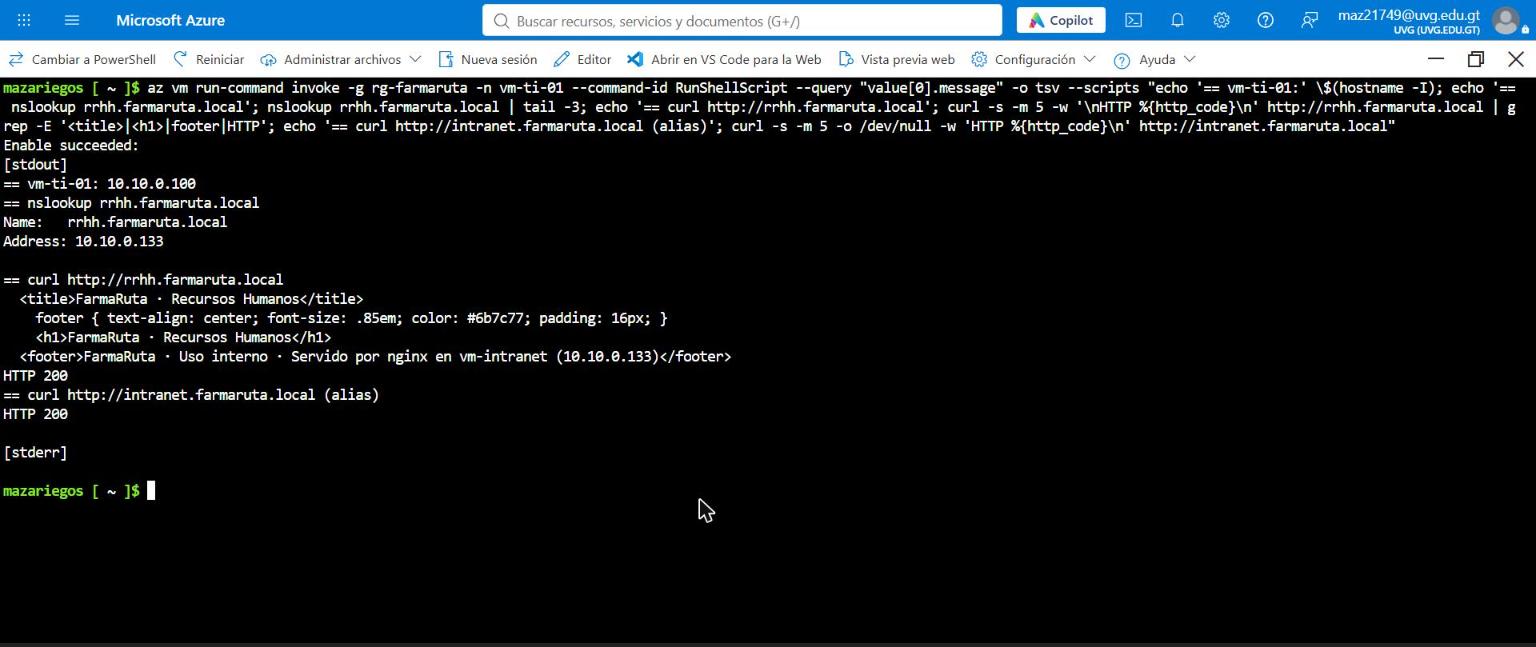 Microsoft Azure
Buscar recursos, servicios y documentos (G+/)
Copilot
maz21749@uvg.edu.gt
UVG (UVG.EDU.GT)
Cambiar a PowerShell
Reiniciar
Administrar archivos
Nueva sesión
Editor
Abrir en VS Code para la Web
Vista previa web
Configuración
Ayuda
mazariegos [ ~ ]$ az vm run-command invoke -g rg-farmaruta -n vm-ti-01 --command-id RunShellScript --query "value[0].message" -o tsv --scripts "echo '== vm-ti-01:' \$(hostname -I); echo '==
nslookup rrhh.farmaruta.local'; nslookup rrhh.farmaruta.local | tail -3; echo '== curl http://rrhh.farmaruta.local'; curl -s -m 5 -w '\nHTTP %{http_code}\n' http://rrhh.farmaruta.local | g
rep -E '<title>|<h1>|footer|HTTP'; echo '== curl http://intranet.farmaruta.local (alias)'; curl -s -m 5 -o /dev/null -w 'HTTP %{http_code}\n' http://intranet.farmaruta.local"
Enable succeeded:
[stdout]
== vm-ti-01: 10.10.0.100
== nslookup rrhh.farmaruta.local
Name:   rrhh.farmaruta.local
Address: 10.10.0.133
== curl http://rrhh.farmaruta.local
<title>FarmaRuta · Recursos Humanos</title>
footer { text-align: center; font-size: .85em; color: #6b7c77; padding: 16px; }
<h1>FarmaRuta · Recursos Humanos</h1>
<footer>FarmaRuta · Uso interno · Servido por nginx en vm-intranet (10.10.0.133)</footer>
HTTP 200
== curl http://intranet.farmaruta.local (alias)
HTTP 200
[stderr]
mazariegos [ ~ ]$